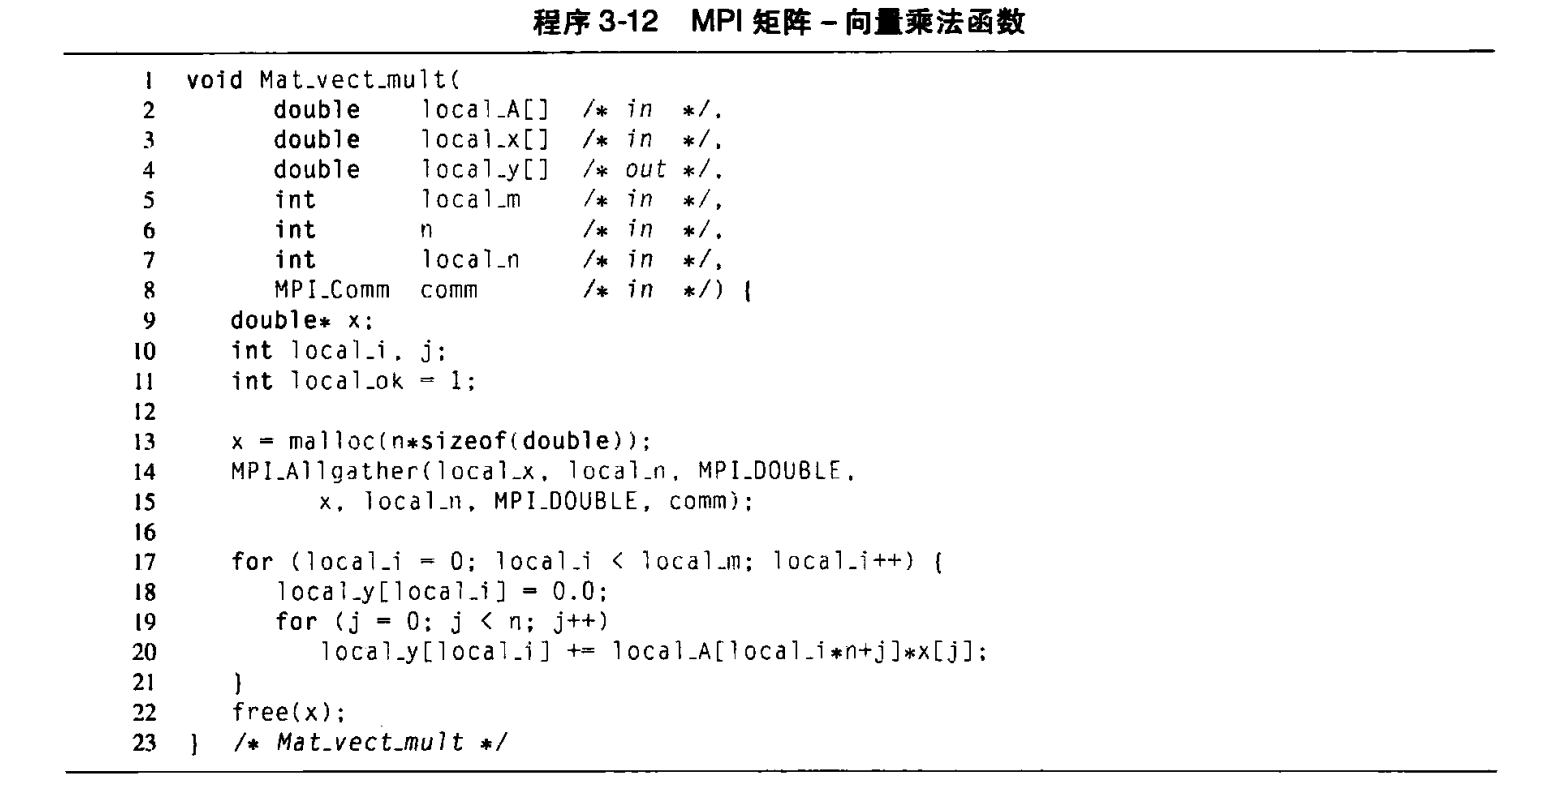 程序 3-12 MPI 矩阵 – 向量乘法函数
1 void Mat_vect_mult(
2 double local_A[] /* in */,
3 double local_x[] /* in */,
4 double local_y[] /* out */,
5 int local_m /* in */,
6 int n /* in */,
7 int local_n /* in */,
8 MPI_Comm comm /* in */) {
9 double* x;
10 int local_i, j;
11 int local_ok = 1;
12
13 x = malloc(n*sizeof(double));
14 MPI_Allgather(local_x, local_n, MPI_DOUBLE,
15 x, local_n, MPI_DOUBLE, comm);
16
17 for (local_i = 0; local_i < local_m; local_i++) {
18 local_y[local_i] = 0.0;
19 for (j = 0; j < n; j++)
20 local_y[local_i] += local_A[local_i*n+j]*x[j];
21 }
22 free(x);
23 } /* Mat_vect_mult */